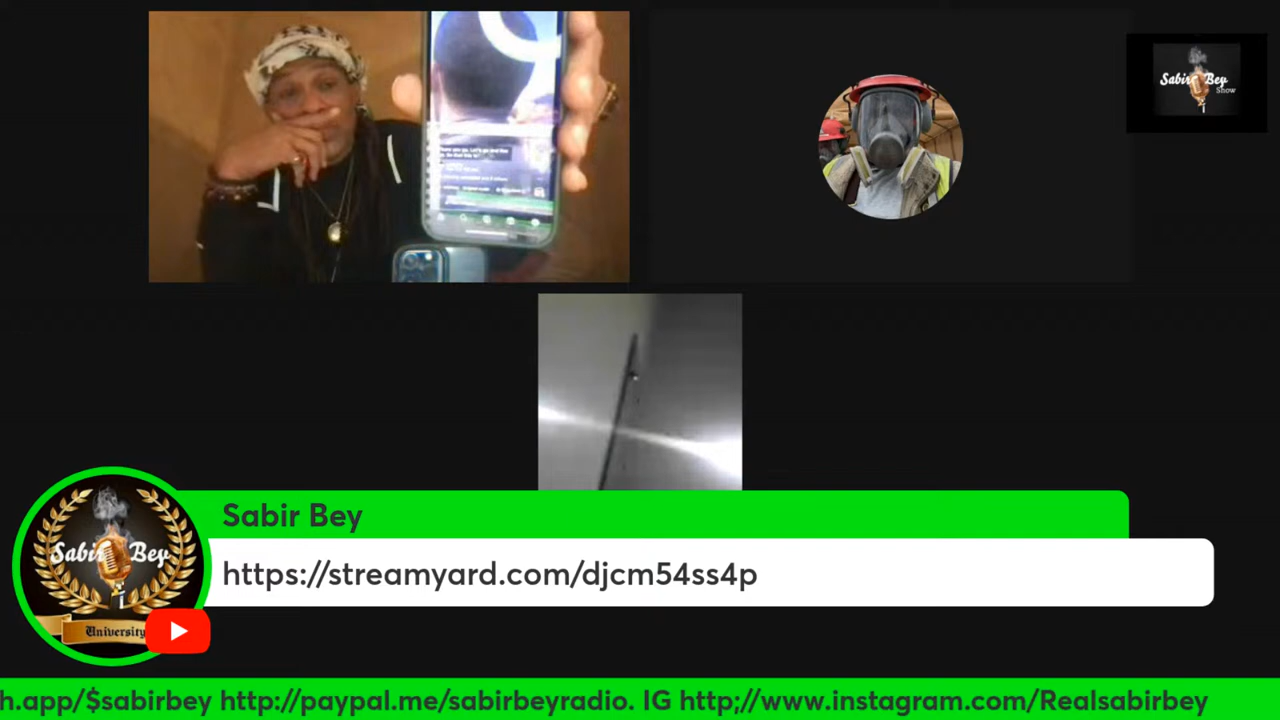 Sabir Bey
Show
Sabir Bey
https://streamyard.com/djcm54ss4p
Sabir Bey
University
h.app/$sabirbey http://paypal.me/sabirbeyradio. IG http;//www.instagram.com/Realsabirbey